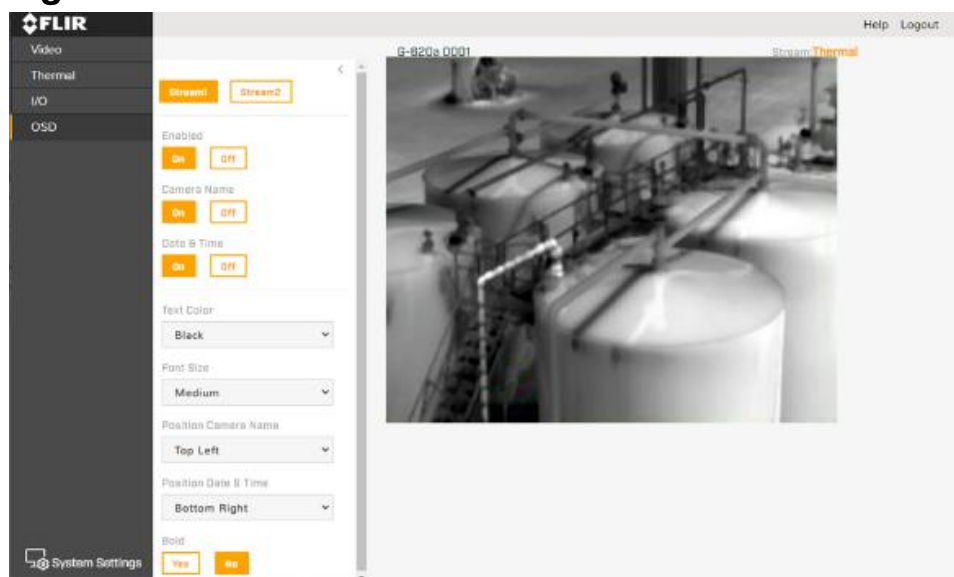 FLIR
Help Logout
Video
Thermal
I/O
OSD
G-820a 0001
Stream:Thermal
Stream1 Stream2
Enabled
On Off
Camera Name
On Off
Date & Time
On Off
Text Color
Black
Font Size
Medium
Position Camera Name
Top Left
Position Date & Time
Bottom Right
Bold
Yes No
System Settings